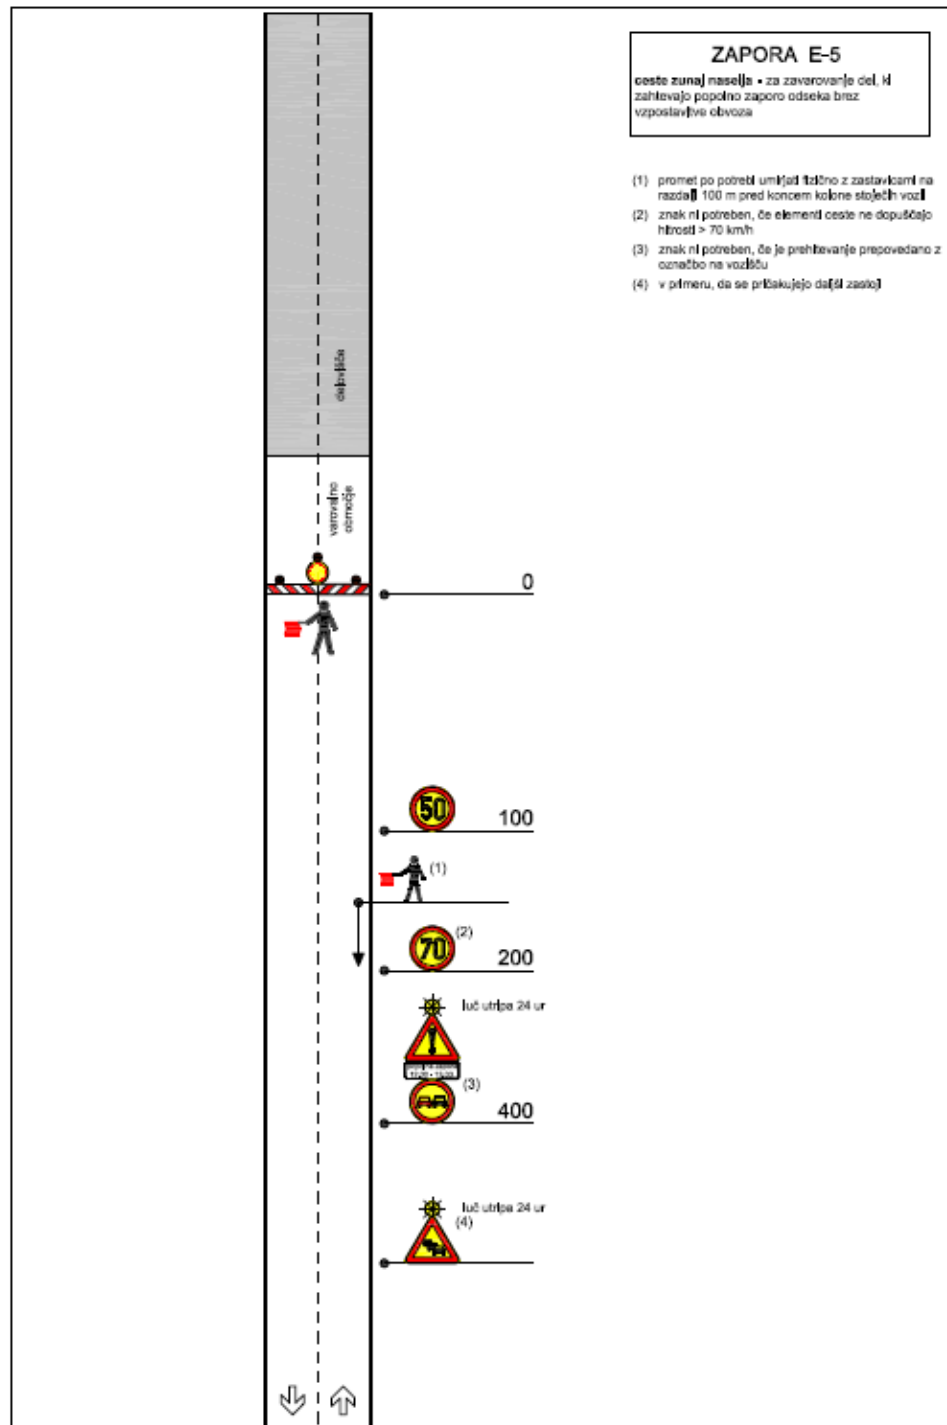 ZAPORA E-5
ceste zunaj naselja - za zavarovanje del, ki
zahtevajo popolno zaporo odseka brez
vzpostavitve obvoza
(1) promet po potrebi umirjati fizično z zastavicami na
razdalji 100 m pred koncem kolone stoječih vozil
(2) znak ni potreben, če elementi ceste ne dopuščajo
hitrosti > 70 km/h
(3) znak ni potreben, če je prehitevanje prepovedano z
označbo na vozišču
(4) v primeru, da se pričakujejo daljši zastoji
delovišče
varovalno
območje
0
50
100
(1)
70
(2)
200
luč utripa 24 ur
(3)
400
luč utripa 24 ur
(4)